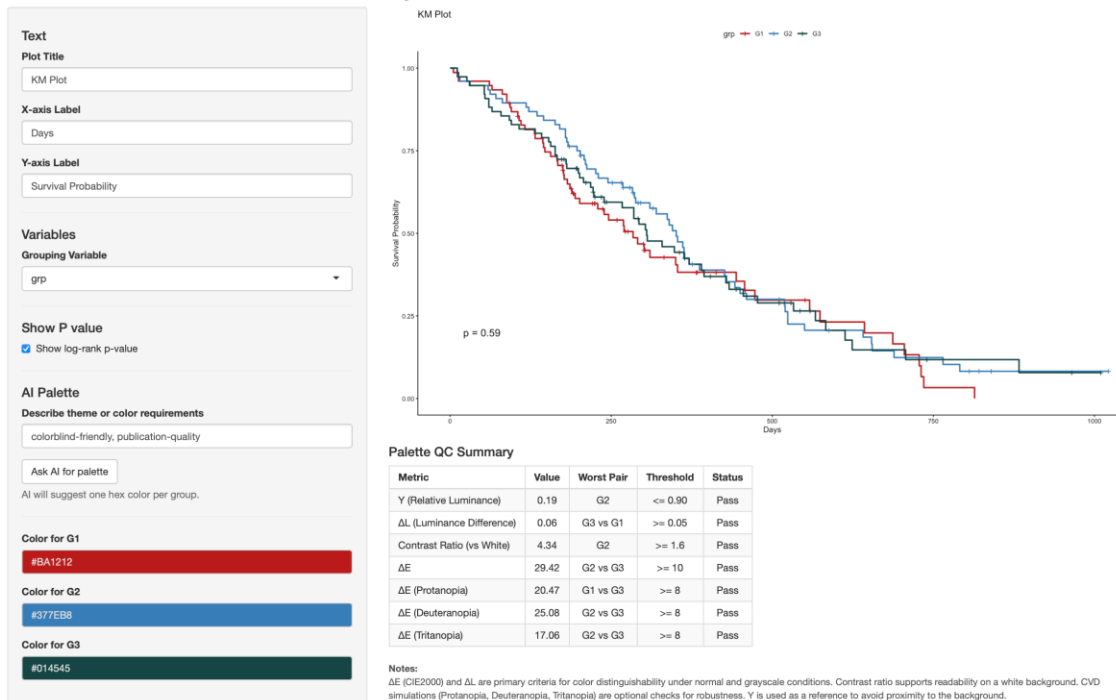 Text
Plot Title
KM Plot
X-axis Label
Days
Y-axis Label
Survival Probability
Variables
Grouping Variable
grp
Show P value
Show log-rank p-value
AI Palette
Describe theme or color requirements
colorblind-friendly, publication-quality
Ask AI for palette
AI will suggest one hex color per group.
Color for G1
#BA1212
Color for G2
#377EB8
Color for G3
#014545
KM Plot
grp G1 G2 G3
1.00
0.75
0.50
0.25
0.00
Survival Probability
p = 0.59
0 250 500 750 1000
Days
Palette QC Summary
Metric Value Worst Pair Threshold Status
Y (Relative Luminance) 0.19 G2 <= 0.90 Pass
ΔL (Luminance Difference) 0.06 G3 vs G1 >= 0.05 Pass
Contrast Ratio (vs White) 4.34 G2 >= 1.6 Pass
ΔE 29.42 G2 vs G3 >= 10 Pass
ΔE (Protanopia) 20.47 G1 vs G3 >= 8 Pass
ΔE (Deuteranopia) 25.08 G2 vs G3 >= 8 Pass
ΔE (Tritanopia) 17.06 G2 vs G3 >= 8 Pass
Notes:
ΔE (CIE2000) and ΔL are primary criteria for color distinguishability under normal and grayscale conditions. Contrast ratio supports readability on a white background. CVD
simulations (Protanopia, Deuteranopia, Tritanopia) are optional checks for robustness. Y is used as a reference to avoid proximity to the background.